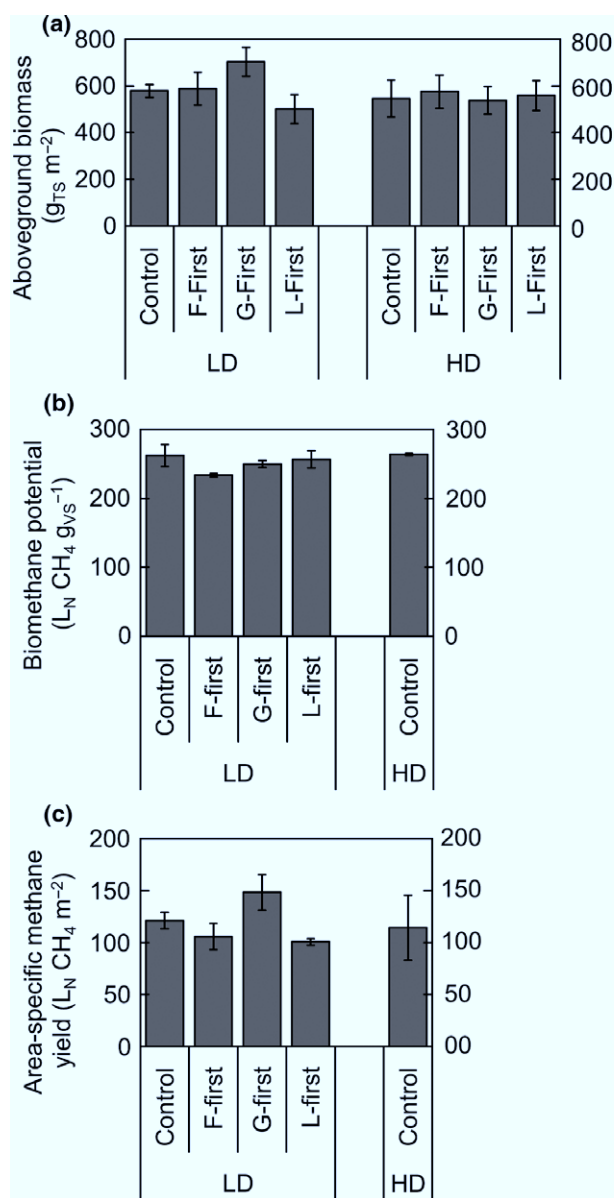 (a)
800
600
400
200
0
800
600
400
200
0
Aboveground biomass
(gTS m−2)
Control
F-First
G-First
L-First
Control
F-First
G-First
L-First
LD
HD
(b)
300
200
100
0
300
200
100
0
Biomethane potential
(LN CH4 gVS−1)
Control
F-first
G-first
L-first
Control
LD
HD
(c)
200
150
100
50
0
200
150
100
50
00
Area-specific methane
yield (LN CH4 m−2)
Control
F-first
G-first
L-first
Control
LD
HD